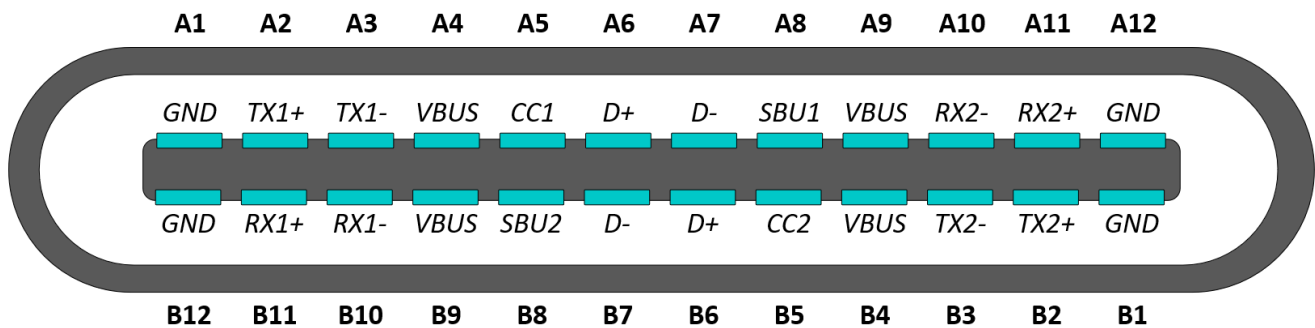 A1 A2 A3 A4 A5 A6 A7 A8 A9 A10 A11 A12
GND TX1+ TX1- VBUS CC1 D+ D- SBU1 VBUS RX2- RX2+ GND
GND RX1+ RX1- VBUS SBU2 D- D+ CC2 VBUS TX2- TX2+ GND
B12 B11 B10 B9 B8 B7 B6 B5 B4 B3 B2 B1